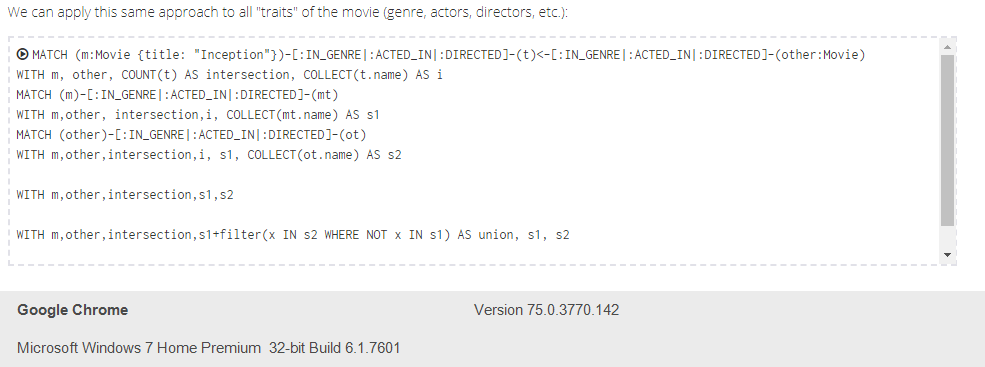 We can apply this same approach to all "traits" of the movie (genre, actors, directors, etc.):
MATCH (m:Movie {title: "Inception"})-[:IN_GENRE|:ACTED_IN|:DIRECTED]-(t)<-[:IN_GENRE|:ACTED_IN|:DIRECTED]-(other:Movie)
WITH m, other, COUNT(t) AS intersection, COLLECT(t.name) AS i
MATCH (m)-[:IN_GENRE|:ACTED_IN|:DIRECTED]-(mt)
WITH m,other, intersection,i, COLLECT(mt.name) AS s1
MATCH (other)-[:IN_GENRE|:ACTED_IN|:DIRECTED]-(ot)
WITH m,other,intersection,i, s1, COLLECT(ot.name) AS s2
WITH m,other,intersection,s1,s2
WITH m,other,intersection,s1+filter(x IN s2 WHERE NOT x IN s1) AS union, s1, s2
Google Chrome Version 75.0.3770.142
Microsoft Windows 7 Home Premium 32-bit Build 6.1.7601